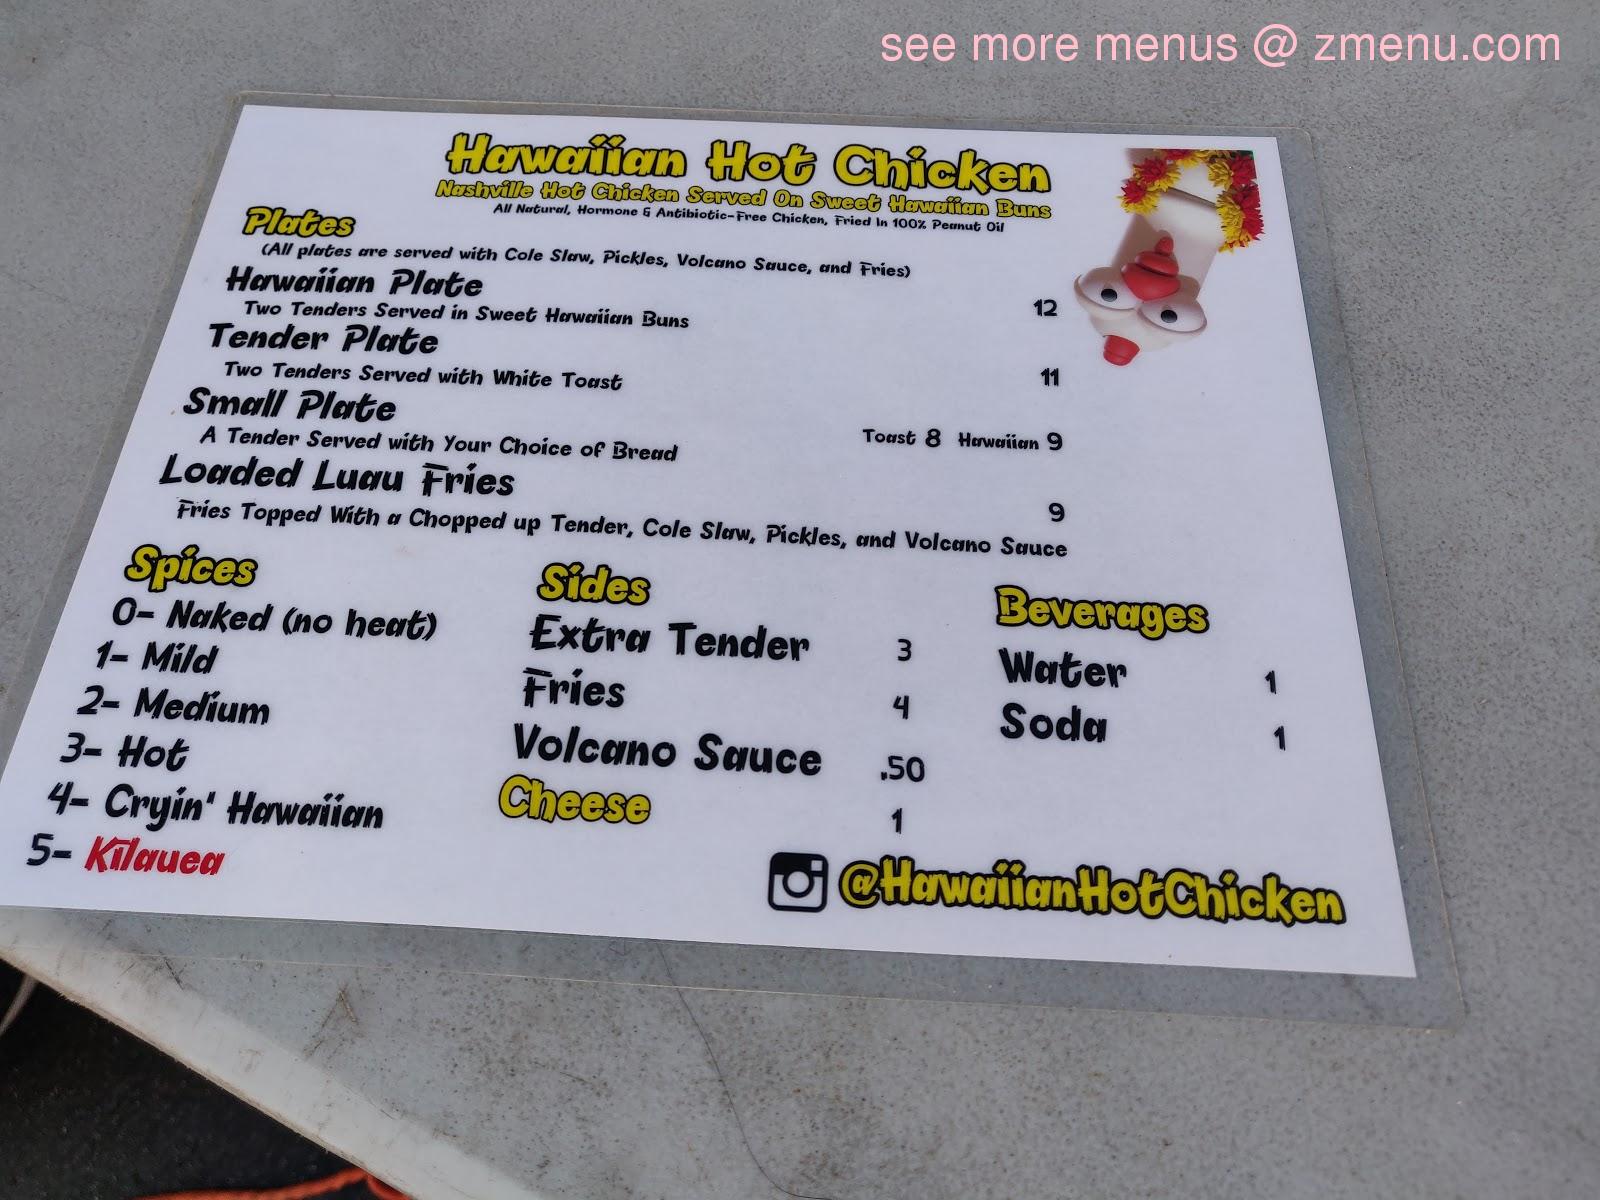 see more menus @ zmenu.com
Hawaiian Hot Chicken
Nashville Hot Chicken Served On Sweet Hawaiian Buns
All Natural, Hormone & Antibiotic-Free Chicken, Fried In 100% Peanut Oil
Plates
(All plates are served with Cole Slaw, Pickles, Volcano Sauce, and Fries)
Hawaiian Plate 12
Two Tenders Served in Sweet Hawaiian Buns
Tender Plate 11
Two Tenders Served with White Toast
Small Plate Toast 8 Hawaiian 9
A Tender Served with Your Choice of Bread
Loaded Luau Fries 9
Fries Topped With a Chopped up Tender, Cole Slaw, Pickles, and Volcano Sauce
Spices
0- Naked (no heat)
1- Mild
2- Medium
3- Hot
4- Cryin' Hawaiian
5- Kilauea
Sides
Extra Tender 3
Fries 4
Volcano Sauce .50
Cheese 1
Beverages
Water 1
Soda 1
@HawaiianHotChicken